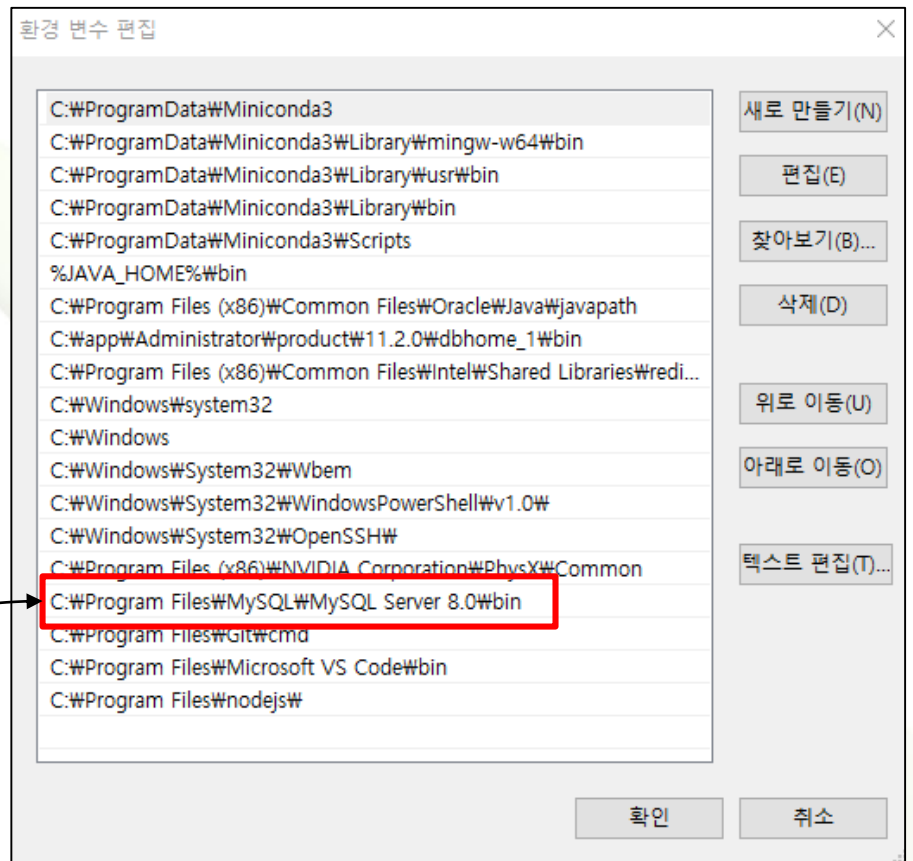 환경 변수 편집
C:₩ProgramData₩Miniconda3
C:₩ProgramData₩Miniconda3₩Library₩mingw-w64₩bin
C:₩ProgramData₩Miniconda3₩Library₩usr₩bin
C:₩ProgramData₩Miniconda3₩Library₩bin
C:₩ProgramData₩Miniconda3₩Scripts
%JAVA_HOME%₩bin
C:₩Program Files (x86)₩Common Files₩Oracle₩Java₩javapath
C:₩app₩Administrator₩product₩11.2.0₩dbhome_1₩bin
C:₩Program Files (x86)₩Common Files₩Intel₩Shared Libraries₩redi...
C:₩Windows₩system32
C:₩Windows
C:₩Windows₩System32₩Wbem
C:₩Windows₩System32₩WindowsPowerShell₩v1.0₩
C:₩Windows₩System32₩OpenSSH₩
C:₩Program Files (x86)₩NVIDIA Corporation₩PhysX₩Common
C:₩Program Files₩MySQL₩MySQL Server 8.0₩bin
C:₩Program Files₩Git₩cmd
C:₩Program Files₩Microsoft VS Code₩bin
C:₩Program Files₩nodejs₩
새로 만들기(N)
편집(E)
찾아보기(B)...
삭제(D)
위로 이동(U)
아래로 이동(O)
텍스트 편집(T)...
확인
취소